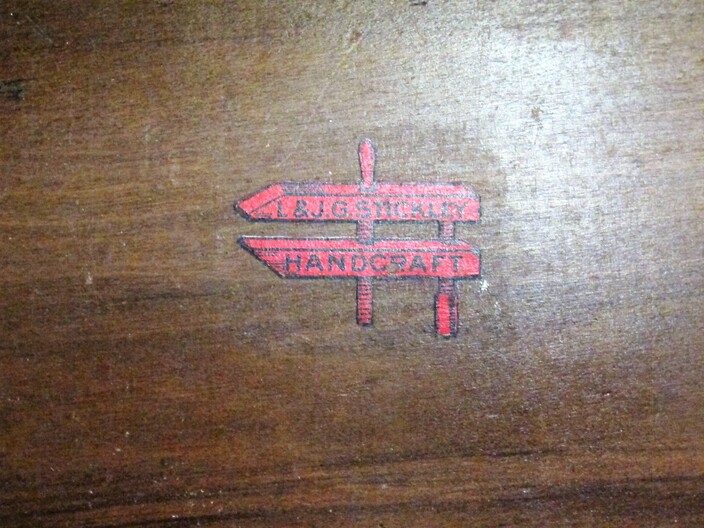 L. & J. G. STICKLEY
HANDCRAFT